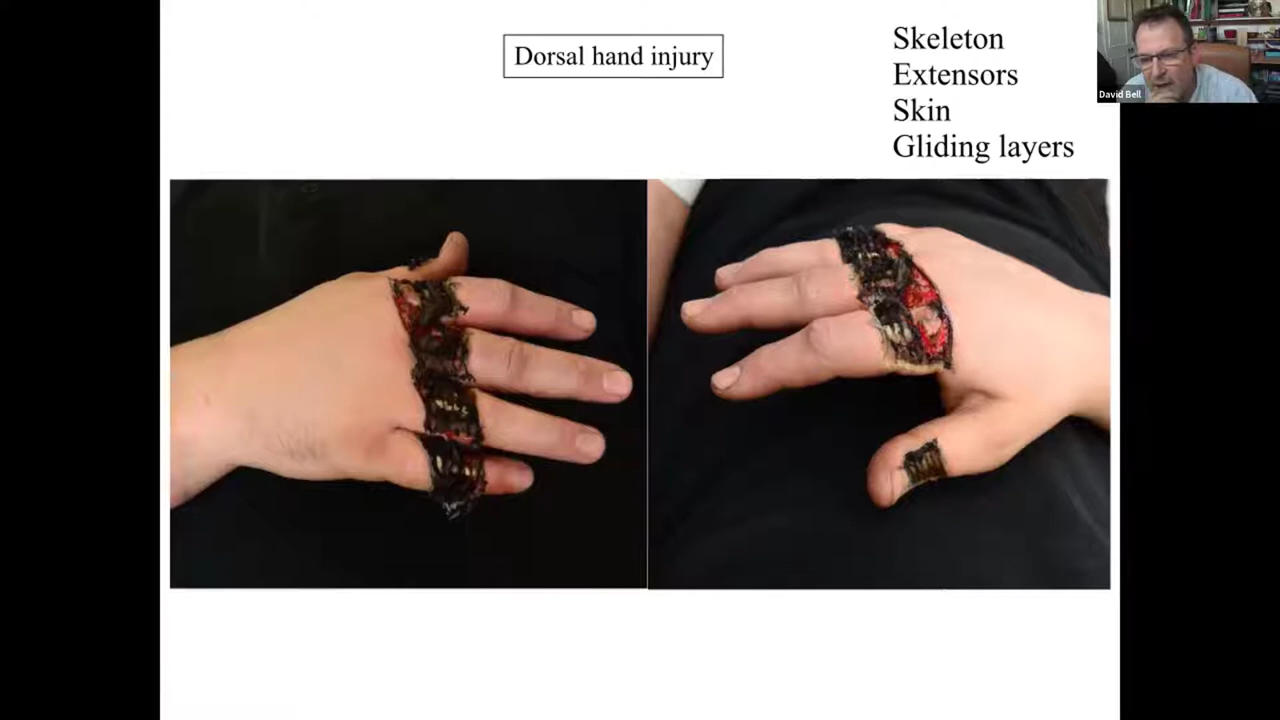 Dorsal hand injury
Skeleton
Extensors
Skin
Gliding layers
David Bell